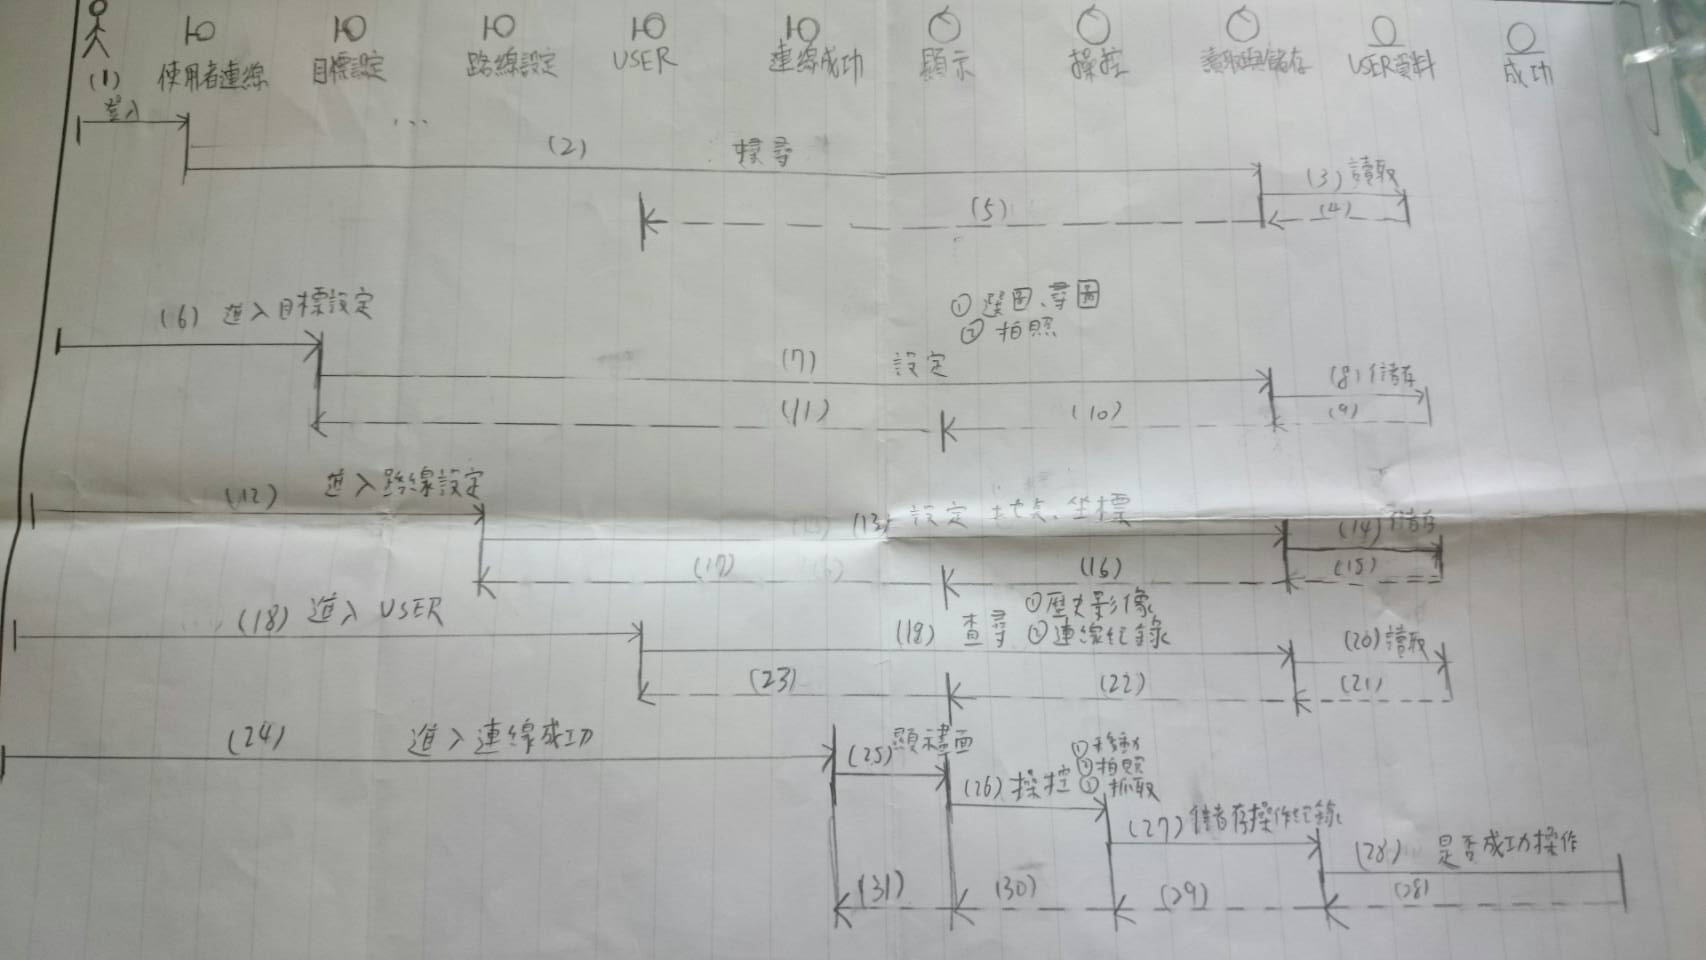 使用者連線 目標設定 路線設定 USER 連線成功 顯示 操控 讀取與儲存 USER資料 成功
(1)
登入
...
(2) 搜尋
(3) 讀取
(4)
(5)
(6) 進入目標設定
① 選圖、尋圖
② 拍照
(7) 設定
(8) 儲存
(9)
(10)
(11)
(12) 進入路線設定
(13) 設定 地點、坐標
(14) 儲存
(15)
(16)
(17)
(18) 進入 USER
(19) 查尋 ①歷史影像
②連線紀錄
(20) 讀取
(21)
(22)
(23)
(24) 進入連線成功
(25) 顯示畫面
(26) 操控 ①移動
②拍照
③抓取
(27) 儲存操作紀錄
(28) 是否成功操作
(28)
(29)
(30)
(31)